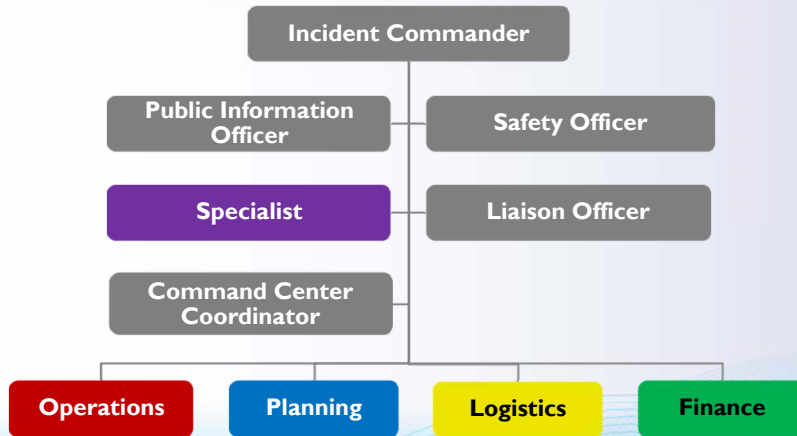 Incident Commander
Public Information
Officer
Safety Officer
Specialist
Liaison Officer
Command Center
Coordinator
Operations
Planning
Logistics
Finance